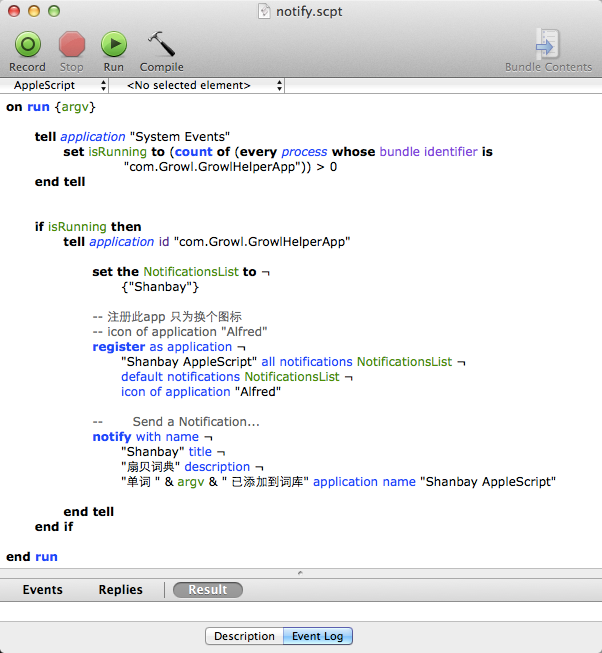 notify.scpt
Record Stop Run Compile Bundle Contents
AppleScript <No selected element>
on run {argv}
tell application "System Events"
set isRunning to (count of (every process whose bundle identifier is
"com.Growl.GrowlHelperApp")) > 0
end tell
if isRunning then
tell application id "com.Growl.GrowlHelperApp"
set the NotificationsList to ¬
{"Shanbay"}
-- 注册此app 只为换个图标
-- icon of application "Alfred"
register as application ¬
"Shanbay AppleScript" all notifications NotificationsList ¬
default notifications NotificationsList ¬
icon of application "Alfred"
-- Send a Notification...
notify with name ¬
"Shanbay" title ¬
"扇贝词典" description ¬
"单词 " & argv & " 已添加到词库" application name "Shanbay AppleScript"
end tell
end if
end run
Events Replies Result
Description Event Log